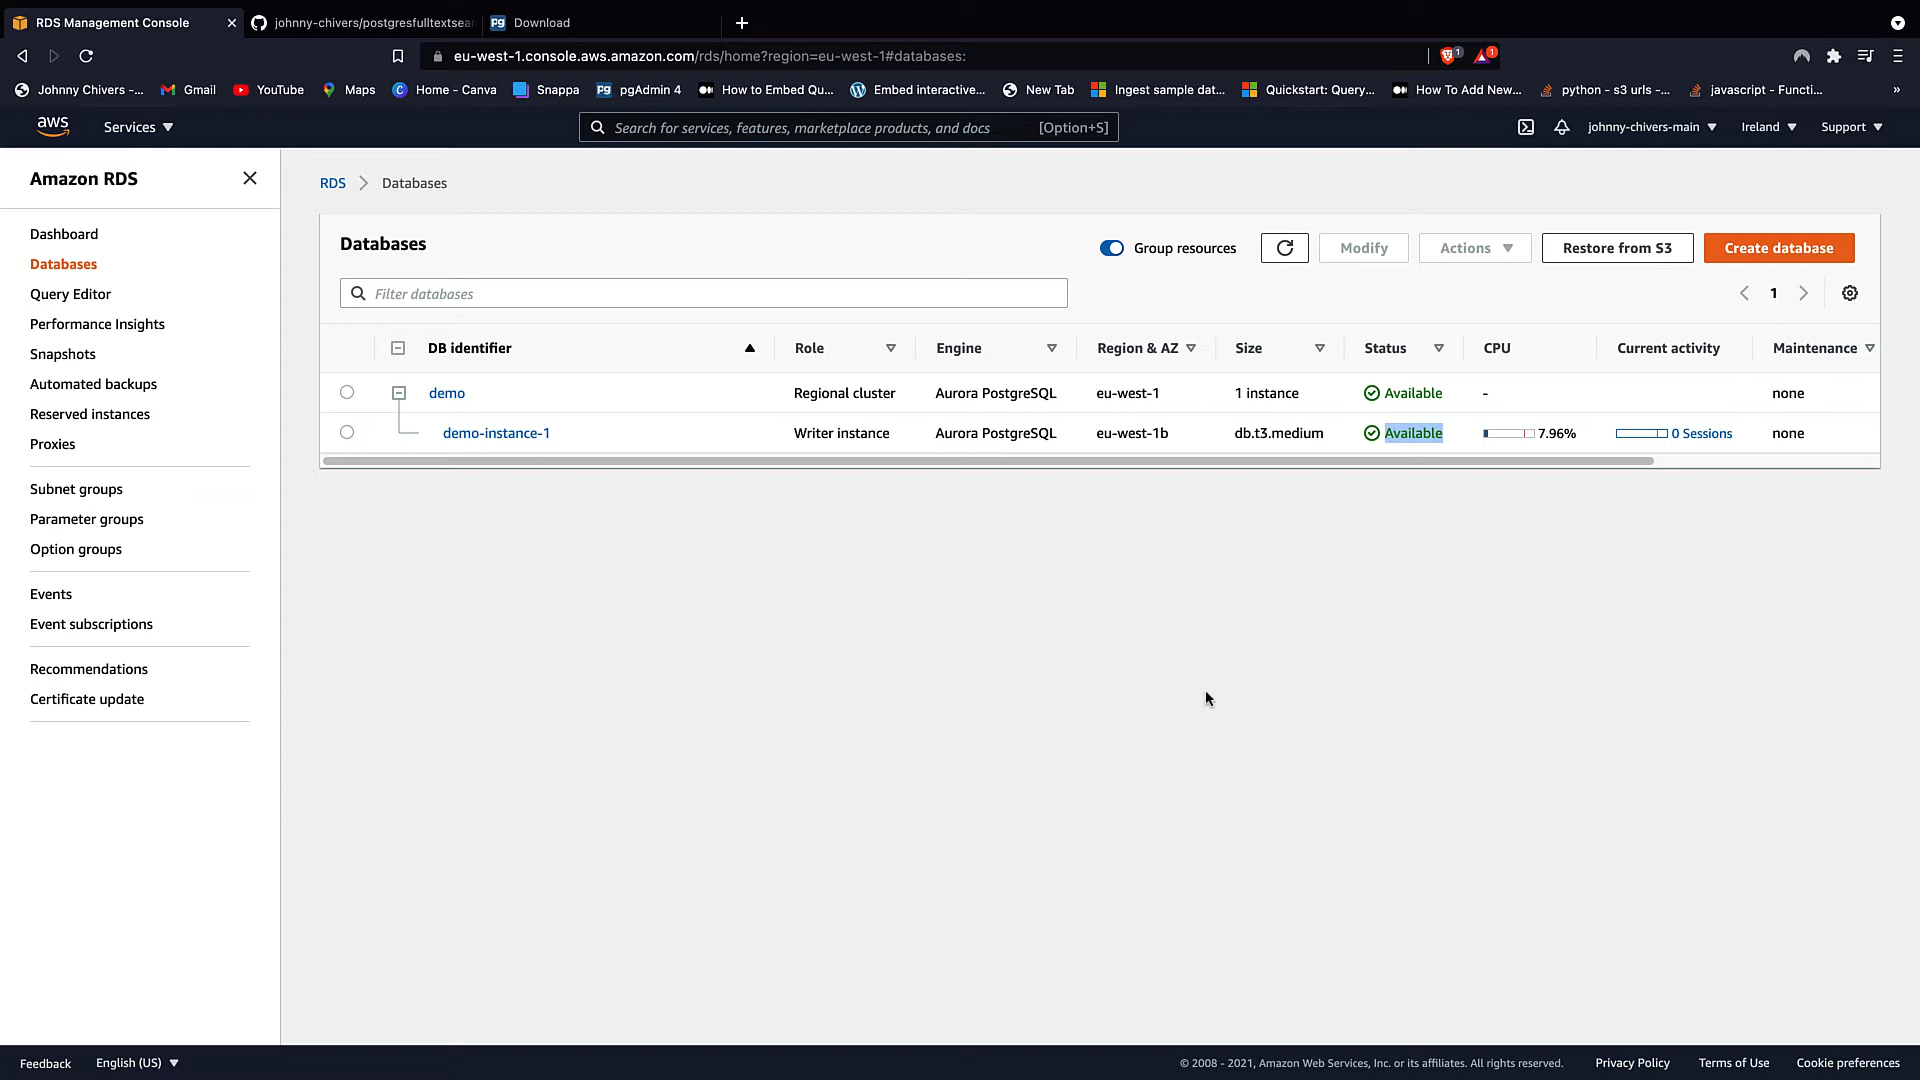 RDS Management Console
johnny-chivers/postgresfulltextsear
Pg Download
eu-west-1.console.aws.amazon.com/rds/home?region=eu-west-1#databases:
1 1
Johnny Chivers -... Gmail YouTube Maps Home - Canva Snappa pgAdmin 4 How to Embed Qu... Embed interactive... New Tab Ingest sample dat... Quickstart: Query... How To Add New... python - s3 urls -... javascript - Functi... »
aws Services Search for services, features, marketplace products, and docs [Option+S] johnny-chivers-main Ireland Support
Amazon RDS
Dashboard
Databases
Query Editor
Performance Insights
Snapshots
Automated backups
Reserved instances
Proxies
Subnet groups
Parameter groups
Option groups
Events
Event subscriptions
Recommendations
Certificate update
RDS Databases
Databases
Group resources Modify Actions Restore from S3 Create database
Filter databases
1
DB identifier Role Engine Region & AZ Size Status CPU Current activity Maintenance
demo Regional cluster Aurora PostgreSQL eu-west-1 1 instance Available - none
demo-instance-1 Writer instance Aurora PostgreSQL eu-west-1b db.t3.medium Available 7.96% 0 Sessions none
Feedback English (US) © 2008 - 2021, Amazon Web Services, Inc. or its affiliates. All rights reserved. Privacy Policy Terms of Use Cookie preferences